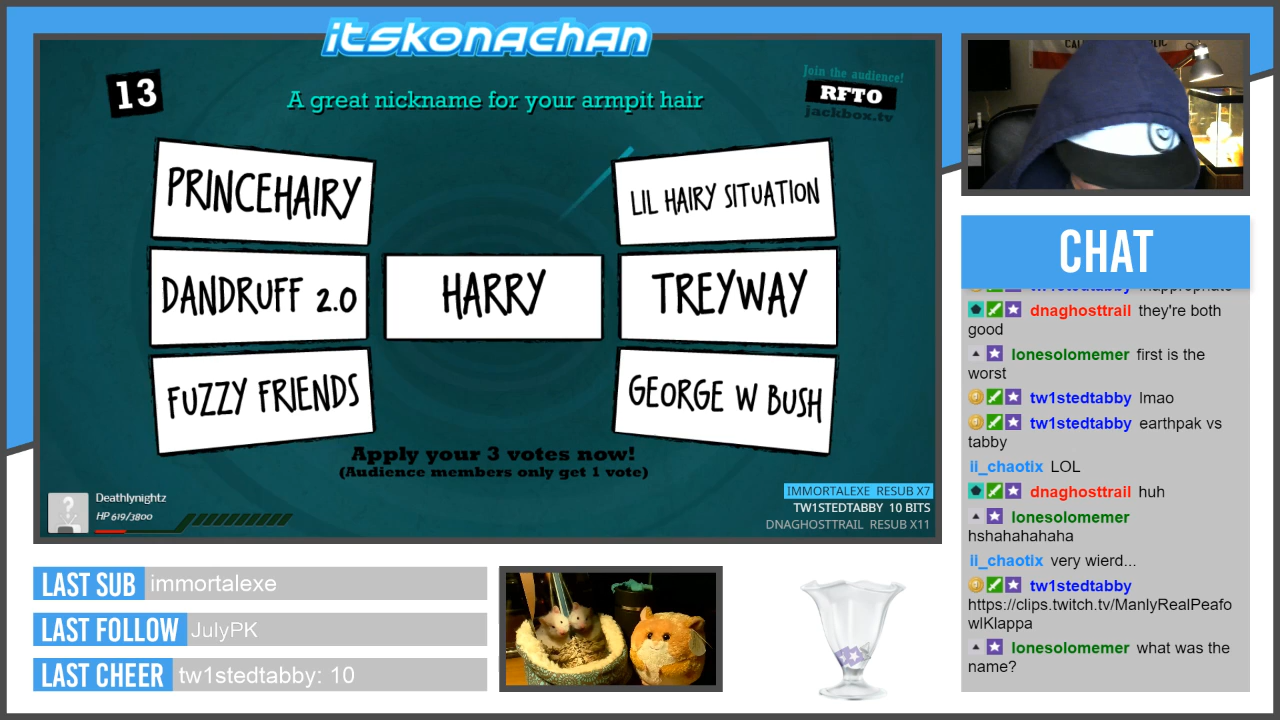 itskonachan
13
A great nickname for your armpit hair
Join the audience!
RFTO
jackbox.tv
PRINCEHAIRY
LIL HAIRY SITUATION
DANDRUFF 2.0
HARRY
TREYWAY
FUZZY FRIENDS
GEORGE W BUSH
Apply your 3 votes now!
(Audience members only get 1 vote)
Deathlynightz
HP 619/3800
IMMORTALEXE RESUB X7
TW1STEDTABBY 10 BITS
DNAGHOSTTRAIL RESUB X11
LAST SUB immortalexe
LAST FOLLOW JulyPK
LAST CHEER tw1stedtabby: 10
CHAT
tw1stedtabby inappropriate
dnaghosttrail they're both
good
lonesolomemer first is the
worst
tw1stedtabby lmao
tw1stedtabby earthpak vs
tabby
ii_chaotix LOL
dnaghosttrail huh
lonesolomemer
hshahahahaha
ii_chaotix very wierd...
tw1stedtabby
https://clips.twitch.tv/ManlyRealPeafo
wlKlappa
lonesolomemer what was the
name?